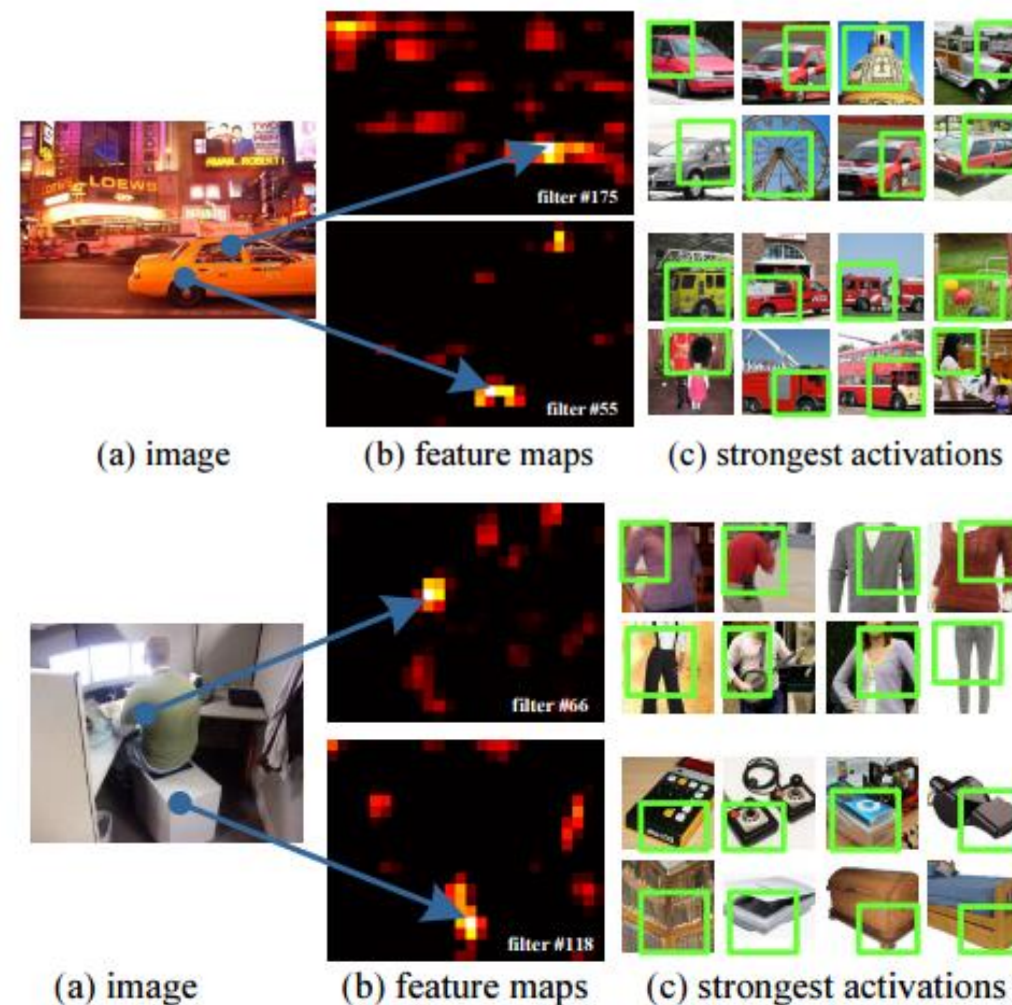 LOEWS
filter #175
filter #55
(a) image (b) feature maps (c) strongest activations
filter #66
filter #118
(a) image (b) feature maps (c) strongest activations